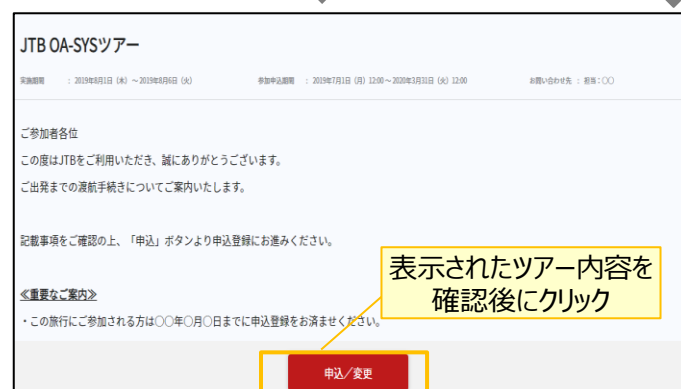 JTB OA-SYSツアー
実施期間 : 2019年8月1日(木)~2019年8月6日(火) 参加申込期間 : 2019年7月1日(月) 12:00~2020年3月31日(火) 12:00 お問い合わせ先 : 担当:〇〇
ご参加者各位
この度はJTBをご利用いただき、誠にありがとうございます。
ご出発までの渡航手続きについてご案内いたします。
記載事項をご確認の上、「申込」ボタンより申込登録にお進みください。
表示されたツアー内容を
確認後にクリック
≪重要なご案内≫
・この旅行にご参加される方は〇〇年〇月〇日までに申込登録をお済ませください。
申込/変更